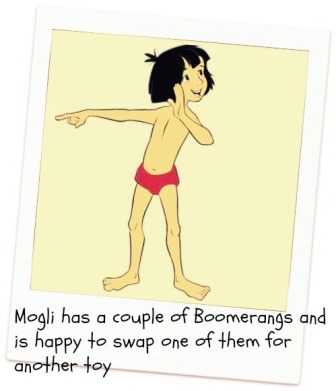 Mogli has a couple of Boomerangs and
is happy to swap one of them for
another toy